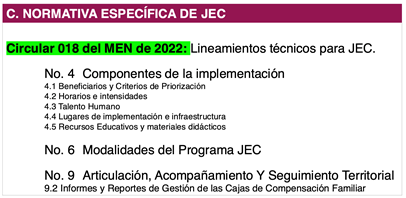 C. NORMATIVA ESPECÍFICA DE JEC
Circular 018 del MEN de 2022: Lineamientos técnicos para JEC.
No. 4 Componentes de la implementación
4.1 Beneficiarios y Criterios de Priorización
4.2 Horarios e intensidades
4.3 Talento Humano
4.4 Lugares de implementación e infraestructura
4.5 Recursos Educativos y materiales didácticos
No. 6 Modalidades del Programa JEC
No. 9 Articulación, Acompañamiento Y Seguimiento Territorial
9.2 Informes y Reportes de Gestión de las Cajas de Compensación Familiar